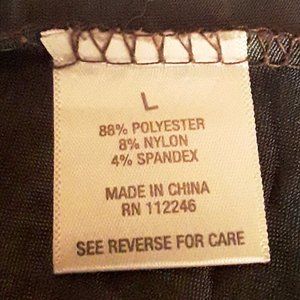 L
88% POLYESTER
8% NYLON
4% SPANDEX
MADE IN CHINA
RN 112246
SEE REVERSE FOR CARE